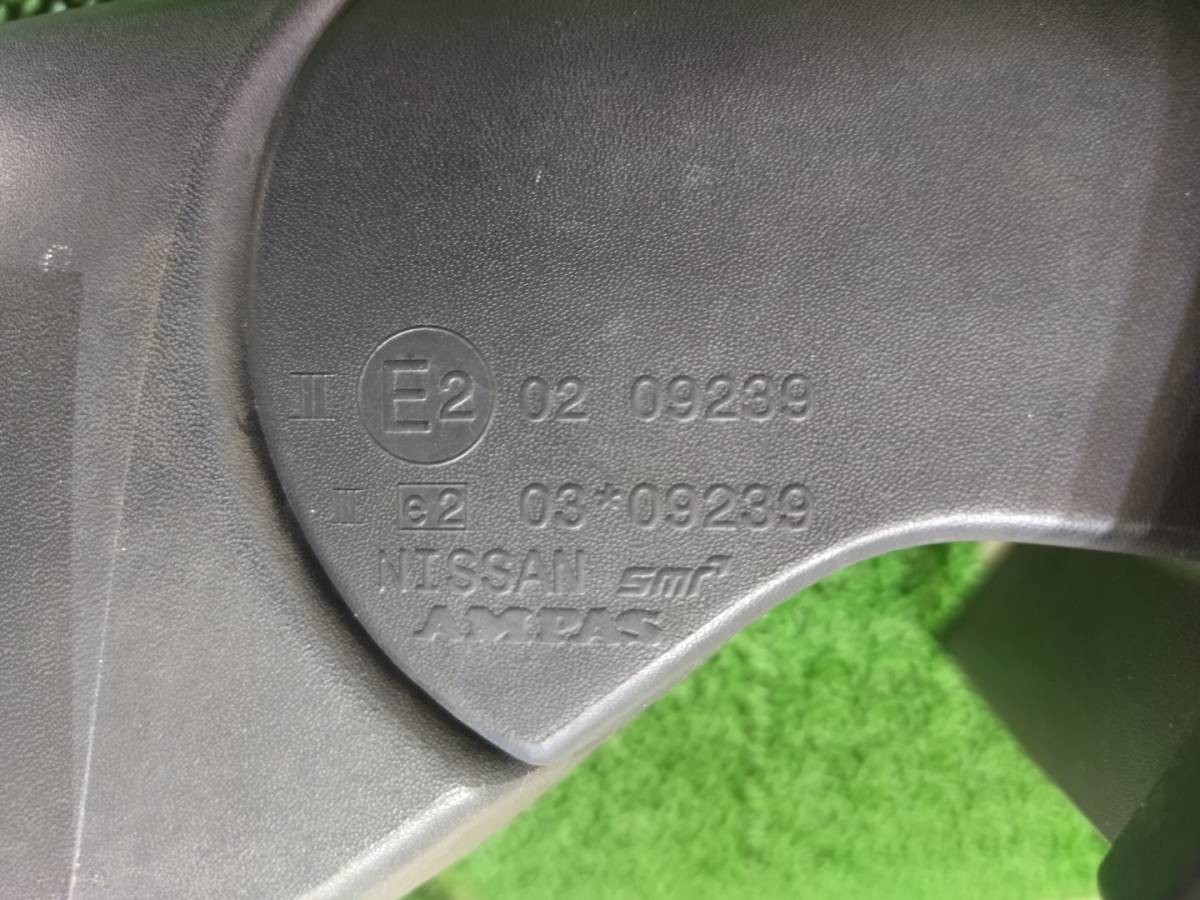 II E2 02 09239
II e2 03*09239
NISSAN smr
AMPAS